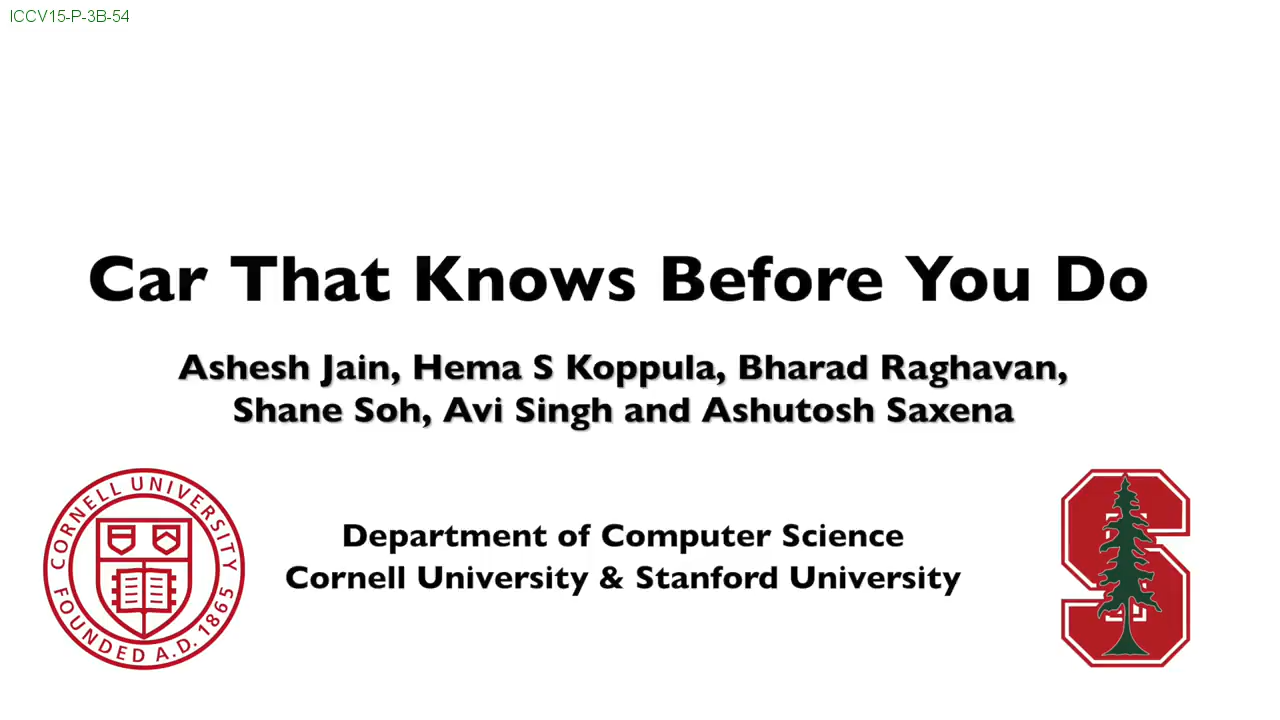 ICCV15-P-3B-54
Car That Knows Before You Do
Ashesh Jain, Hema S Koppula, Bharad Raghavan,
Shane Soh, Avi Singh and Ashutosh Saxena
CORNELL UNIVERSITY
FOUNDED A.D. 1865
Department of Computer Science
Cornell University & Stanford University
S